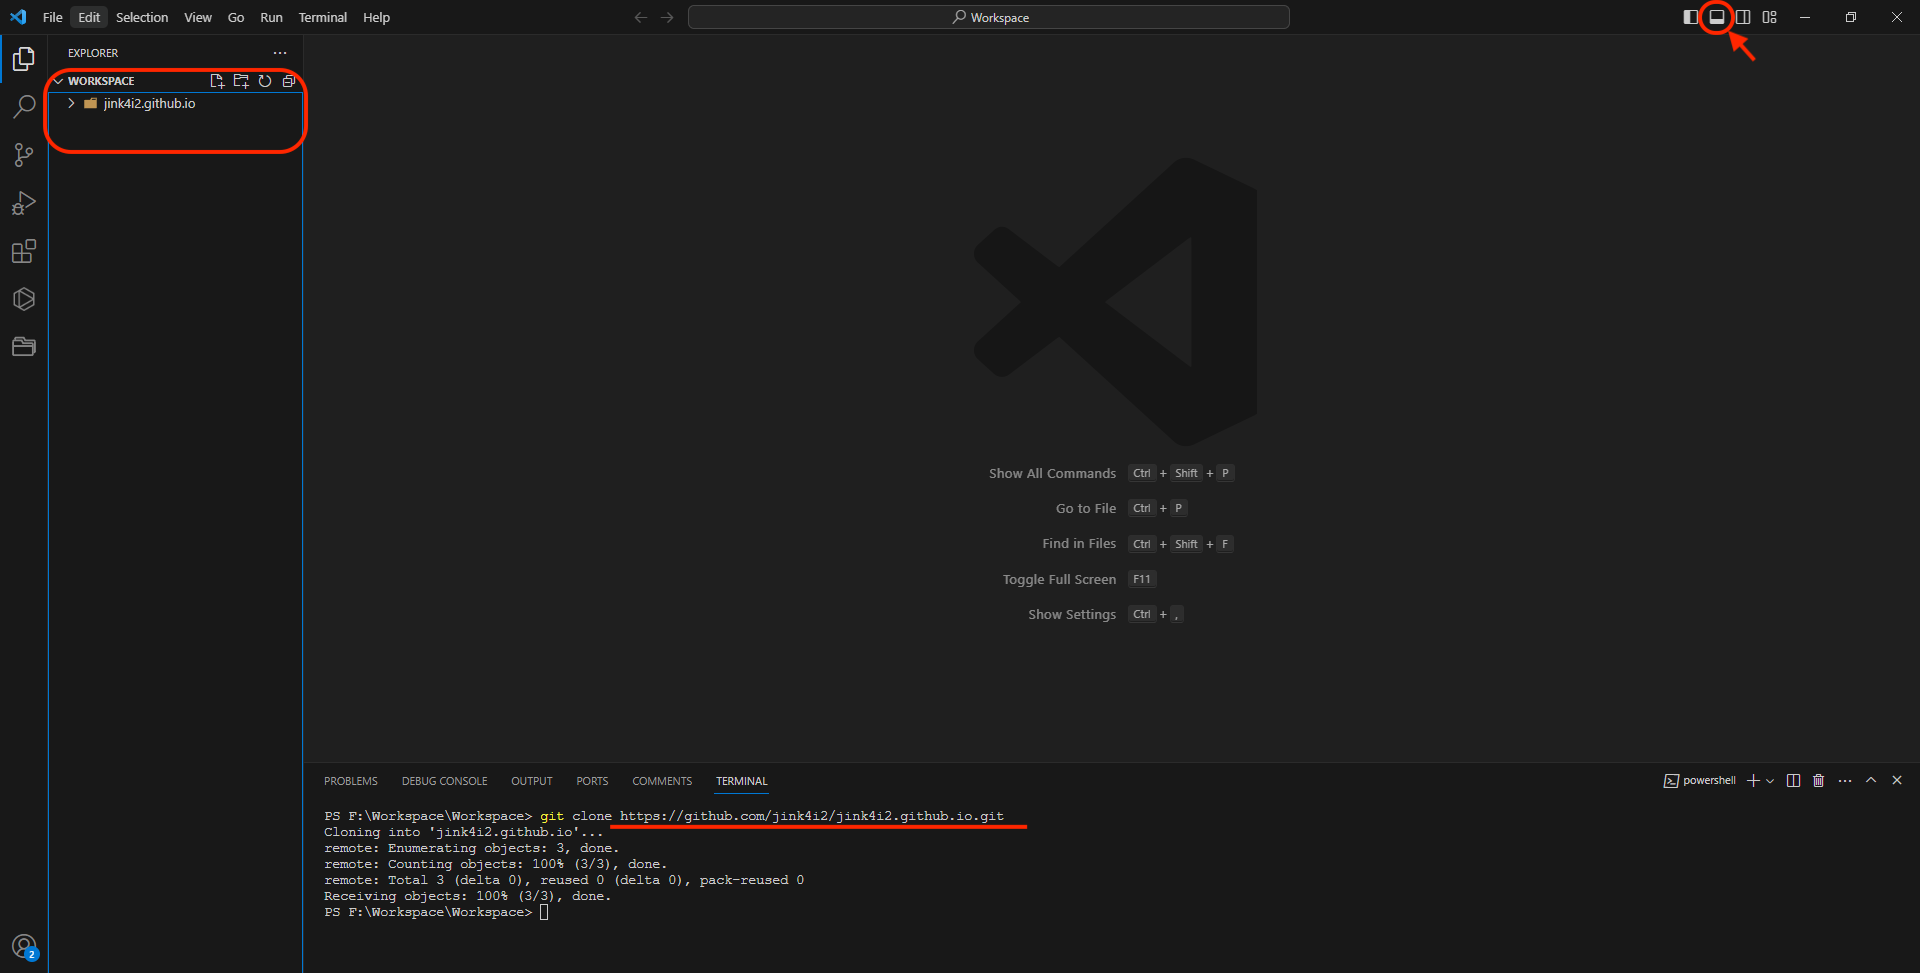 File Edit Selection View Go Run Terminal Help
Workspace
EXPLORER
WORKSPACE
jink4i2.github.io
Show All Commands Ctrl + Shift + P
Go to File Ctrl + P
Find in Files Ctrl + Shift + F
Toggle Full Screen F11
Show Settings Ctrl + ,
PROBLEMS DEBUG CONSOLE OUTPUT PORTS COMMENTS TERMINAL
powershell
PS F:\Workspace\Workspace> git clone https://github.com/jink4i2/jink4i2.github.io.git
Cloning into 'jink4i2.github.io'...
remote: Enumerating objects: 3, done.
remote: Counting objects: 100% (3/3), done.
remote: Total 3 (delta 0), reused 0 (delta 0), pack-reused 0
Receiving objects: 100% (3/3), done.
PS F:\Workspace\Workspace>
2